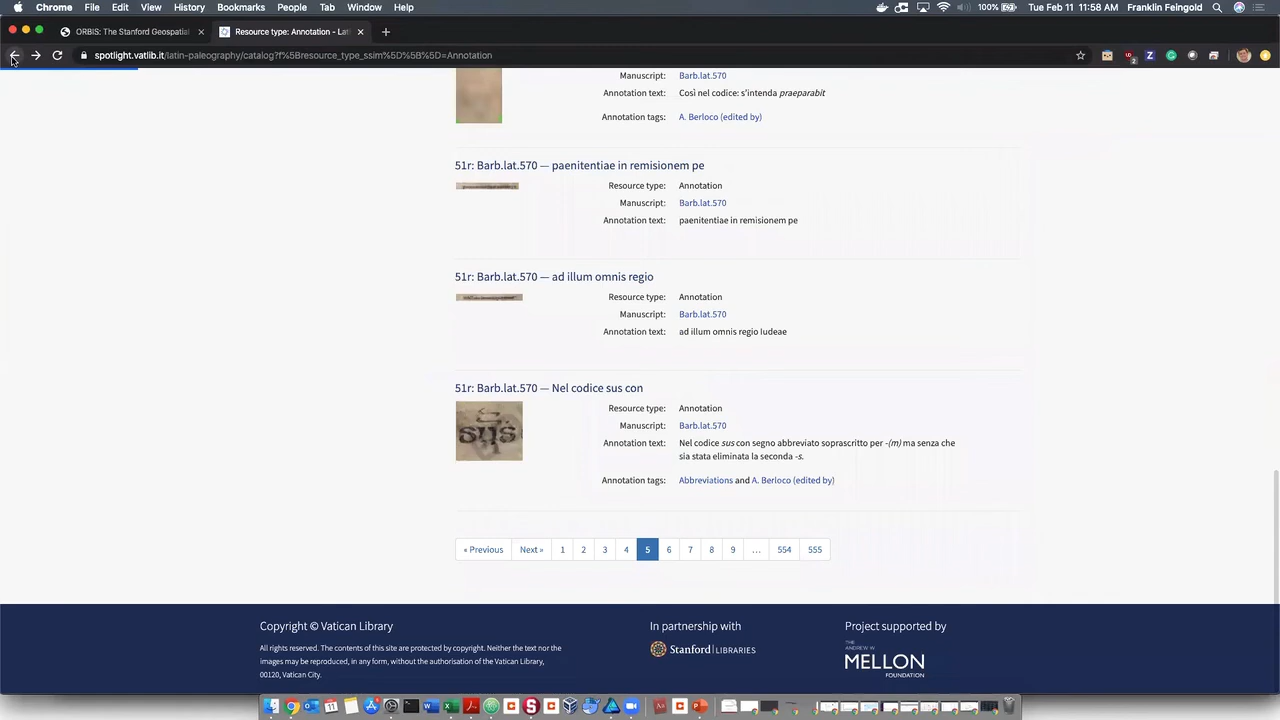 Chrome File Edit View History Bookmarks People Tab Window Help 100% Tue Feb 11 11:58 AM Franklin Feingold
ORBIS: The Stanford Geospatial Resource type: Annotation - Lat
spotlight.vatlib.it/latin-paleography/catalog?f%5Bresource_type_ssim%5D%5B%5D=Annotation
Manuscript: Barb.lat.570
Annotation text: Così nel codice: s'intenda praeparabit
Annotation tags: A. Berloco (edited by)
51r: Barb.lat.570 — paenitentiae in remisionem pe
Resource type: Annotation
Manuscript: Barb.lat.570
Annotation text: paenitentiae in remisionem pe
51r: Barb.lat.570 — ad illum omnis regio
Resource type: Annotation
Manuscript: Barb.lat.570
Annotation text: ad illum omnis regio Iudeae
51r: Barb.lat.570 — Nel codice sus con
sus
Resource type: Annotation
Manuscript: Barb.lat.570
Annotation text: Nel codice sus con segno abbreviato soprascritto per -(m) ma senza che
sia stata eliminata la seconda -s.
Annotation tags: Abbreviations and A. Berloco (edited by)
« Previous Next » 1 2 3 4 5 6 7 8 9 … 554 555
Copyright © Vatican Library
All rights reserved. The contents of this site are protected by copyright. Neither the text nor the
images may be reproduced, in any form, without the authorisation of the Vatican Library,
00120, Vatican City.
In partnership with
Stanford LIBRARIES
Project supported by
THE
ANDREW W.
MELLON
FOUNDATION